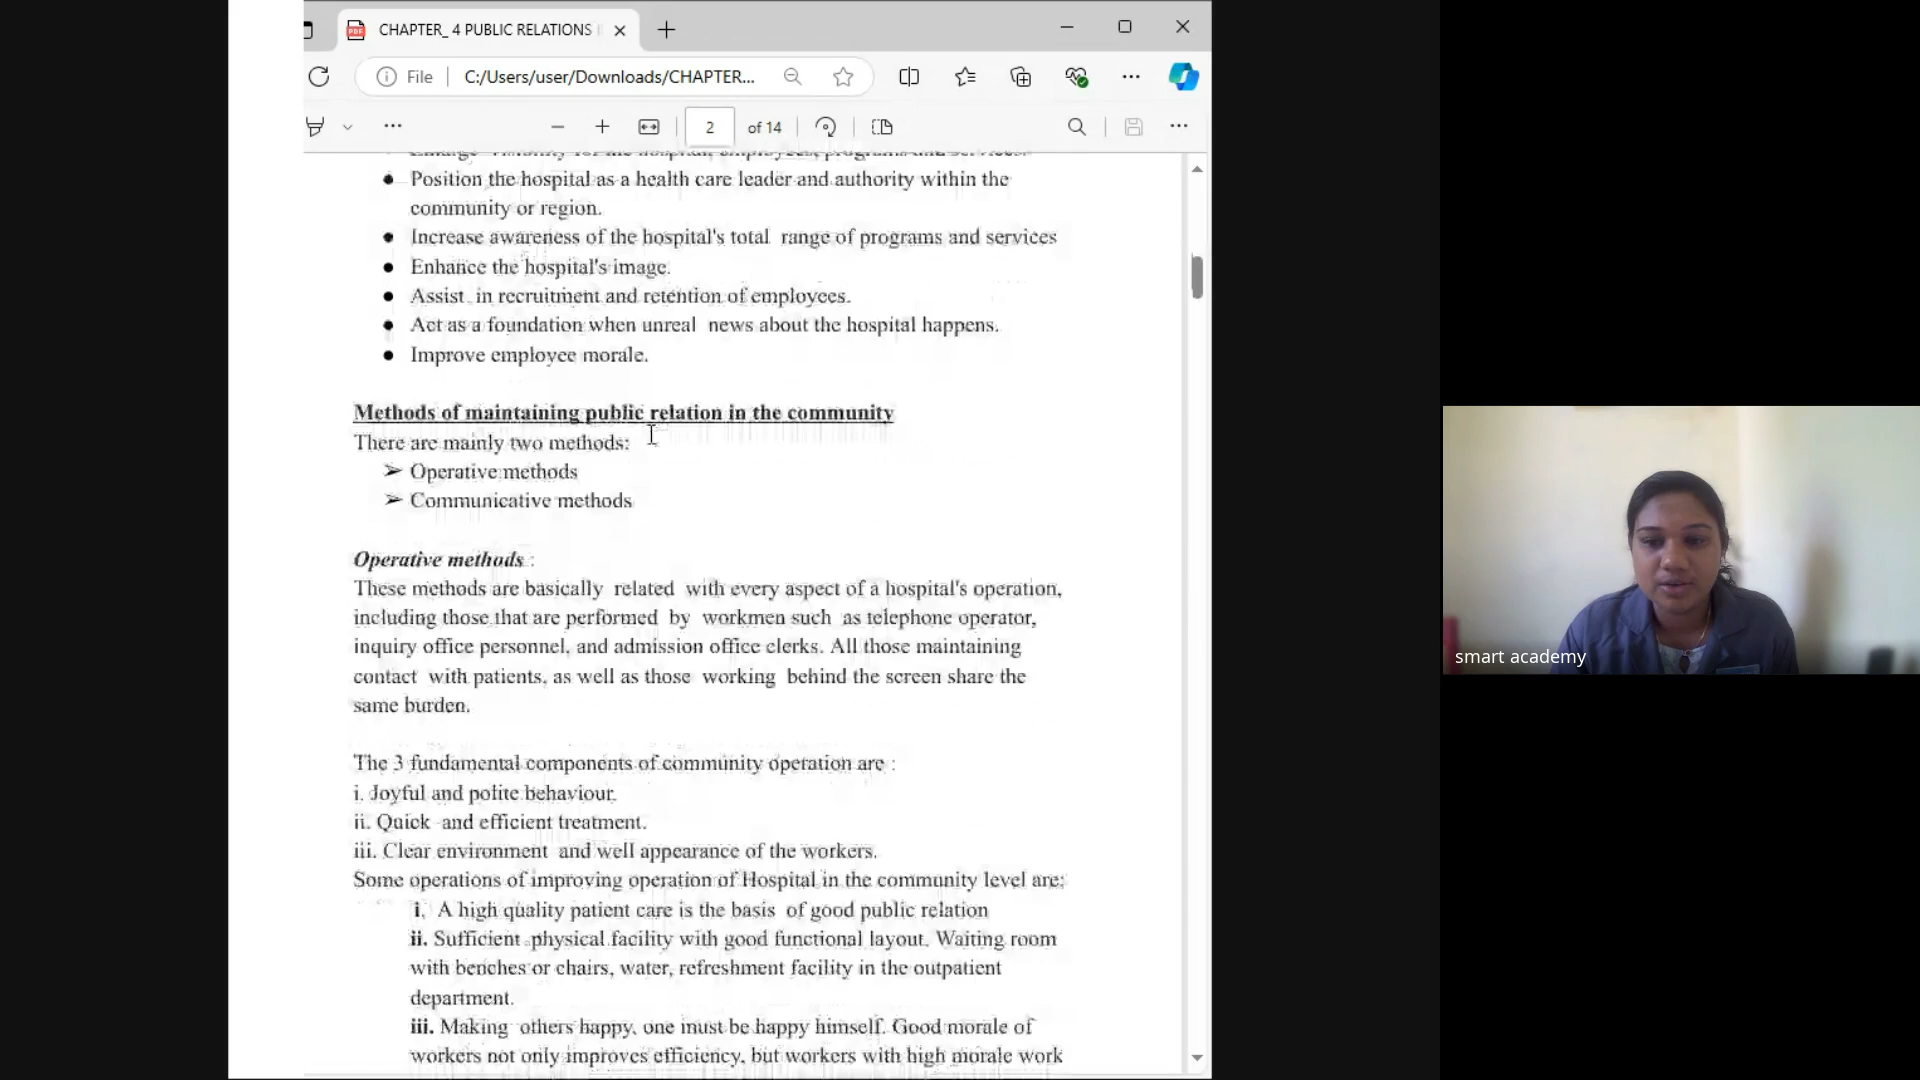 CHAPTER_ 4 PUBLIC RELATIONS
File C:/Users/user/Downloads/CHAPTER...
2 of 14
Enlarge visibility for the hospital, employees, programs and services.
● Position the hospital as a health care leader and authority within the
community or region.
● Increase awareness of the hospital's total range of programs and services
● Enhance the hospital's image.
● Assist in recruitment and retention of employees.
● Act as a foundation when unreal news about the hospital happens.
● Improve employee morale.
Methods of maintaining public relation in the community
There are mainly two methods:
➢ Operative methods
➢ Communicative methods
Operative methods :
These methods are basically related with every aspect of a hospital's operation,
including those that are performed by workmen such as telephone operator,
inquiry office personnel, and admission office clerks. All those maintaining
contact with patients, as well as those working behind the screen share the
same burden.
The 3 fundamental components of community operation are :
i. Joyful and polite behaviour.
ii. Quick and efficient treatment.
iii. Clear environment and well appearance of the workers.
Some operations of improving operation of Hospital in the community level are:
i. A high quality patient care is the basis of good public relation
ii. Sufficient physical facility with good functional layout. Waiting room
with benches or chairs, water, refreshment facility in the outpatient
department.
iii. Making others happy, one must be happy himself. Good morale of
workers not only improves efficiency, but workers with high morale work
smart academy